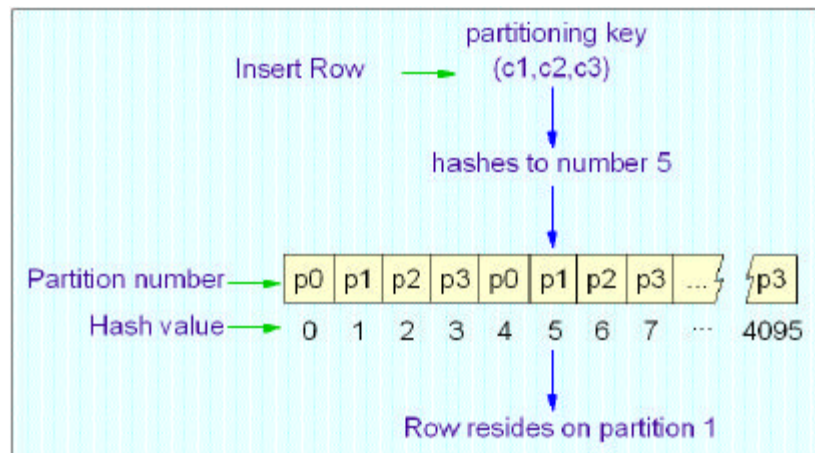 partitioning key
Insert Row
(c1,c2,c3)
hashes to number 5
Partition number
p0 p1 p2 p3 p0 p1 p2 p3 ... p3
Hash value
0 1 2 3 4 5 6 7 ... 4095
Row resides on partition 1